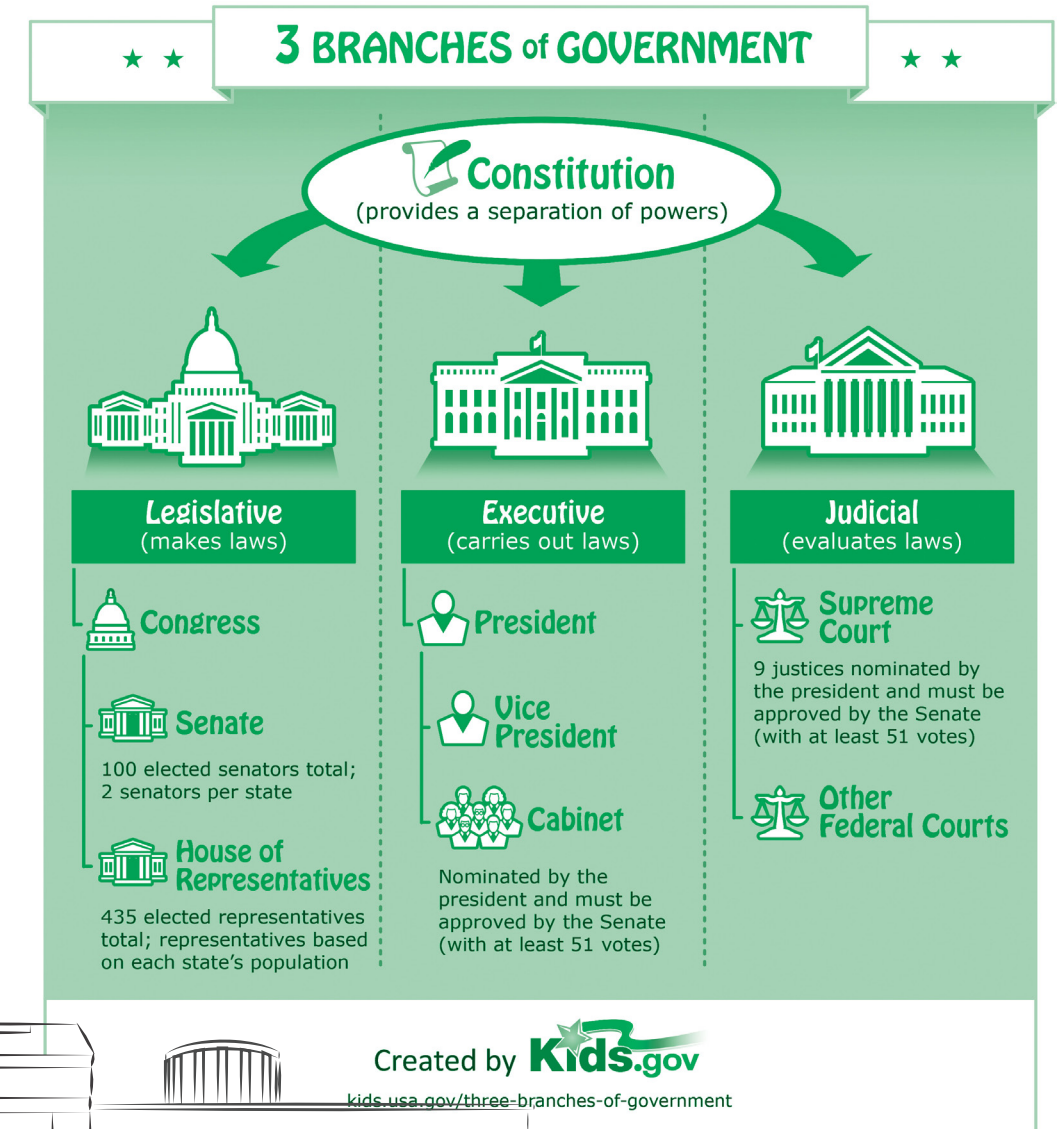 3 BRANCHES of GOVERNMENT
Constitution
(provides a separation of powers)
Legislative
(makes laws)
Congress
Senate
100 elected senators total;
2 senators per state
House of
Representatives
435 elected representatives
total; representatives based
on each state's population
Executive
(carries out laws)
President
Vice
President
Cabinet
Nominated by the
president and must be
approved by the Senate
(with at least 51 votes)
Judicial
(evaluates laws)
Supreme
Court
9 justices nominated by
the president and must be
approved by the Senate
(with at least 51 votes)
Other
Federal Courts
Created by Kids.gov
kids.usa.gov/three-branches-of-government